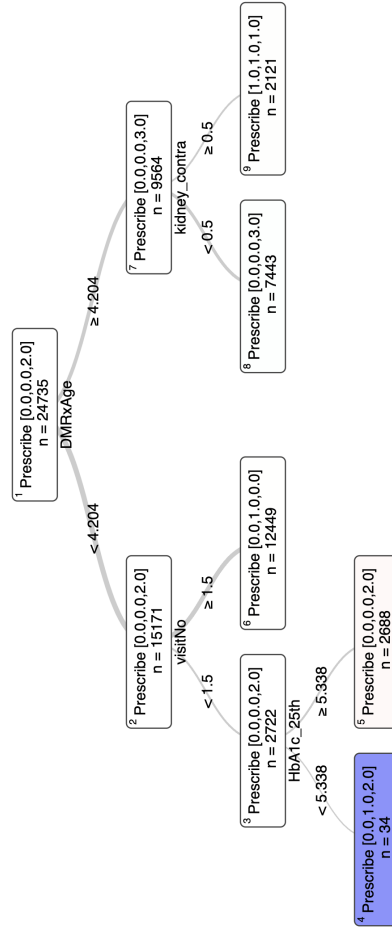 1 Prescribe [0.0,0.0,2.0]
n = 24735
DMRxAge
< 4.204
≥ 4.204
2 Prescribe [0.0,0.0,2.0]
n = 15171
visitNo
7 Prescribe [0.0,0.0,3.0]
n = 9564
kidney_contra
< 1.5
≥ 1.5
< 0.5
≥ 0.5
3 Prescribe [0.0,0.0,2.0]
n = 2722
HbA1c_25th
6 Prescribe [0.0,1.0,0.0]
n = 12449
8 Prescribe [0.0,0.0,3.0]
n = 7443
9 Prescribe [1.0,1.0,1.0]
n = 2121
< 5.338
≥ 5.338
4 Prescribe [0.0,1.0,2.0]
n = 34
5 Prescribe [0.0,0.0,2.0]
n = 2688